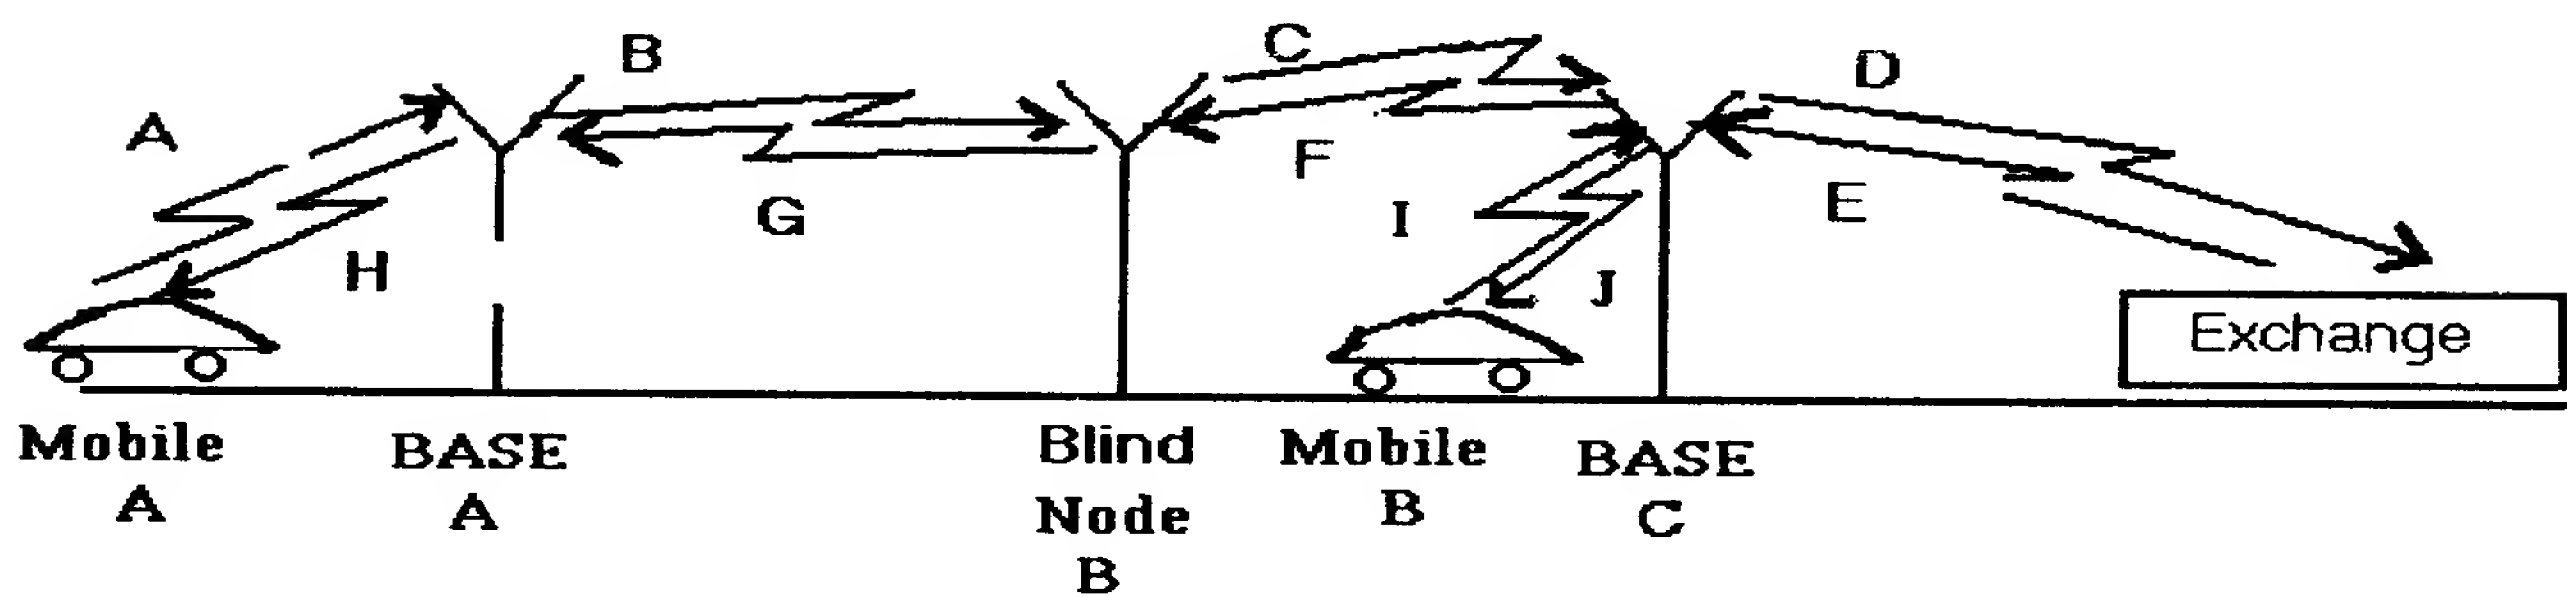 A
B
C
D
H
G
F
I
J
E
Exchange
Mobile
A
BASE
A
Blind
Node
B
Mobile
B
BASE
C